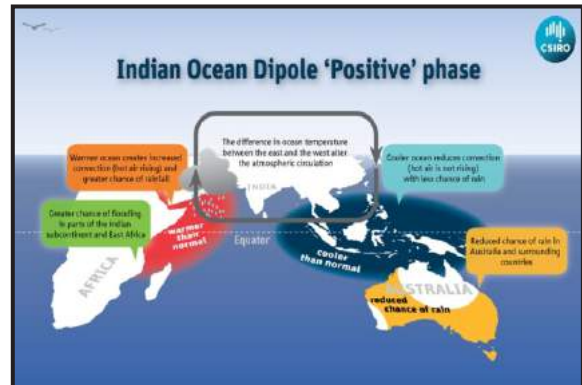 CSIRO
Indian Ocean Dipole 'Positive' phase
Warmer ocean creates increased
convection (hot air rising) and
greater chance of rainfall
The difference in ocean temperature
between the east and the west alter
the atmospheric circulation
Cooler ocean reduces convection
(hot air is not rising)
with less chance of rain
INDIA
Greater chance of flooding
in parts of the Indian
subcontinent and East Africa
warmer
than
normal
Equator
cooler
than normal
AFRICA
Reduced chance of rain in
Australia and surrounding
countries
AUSTRALIA
reduced
chance of rain